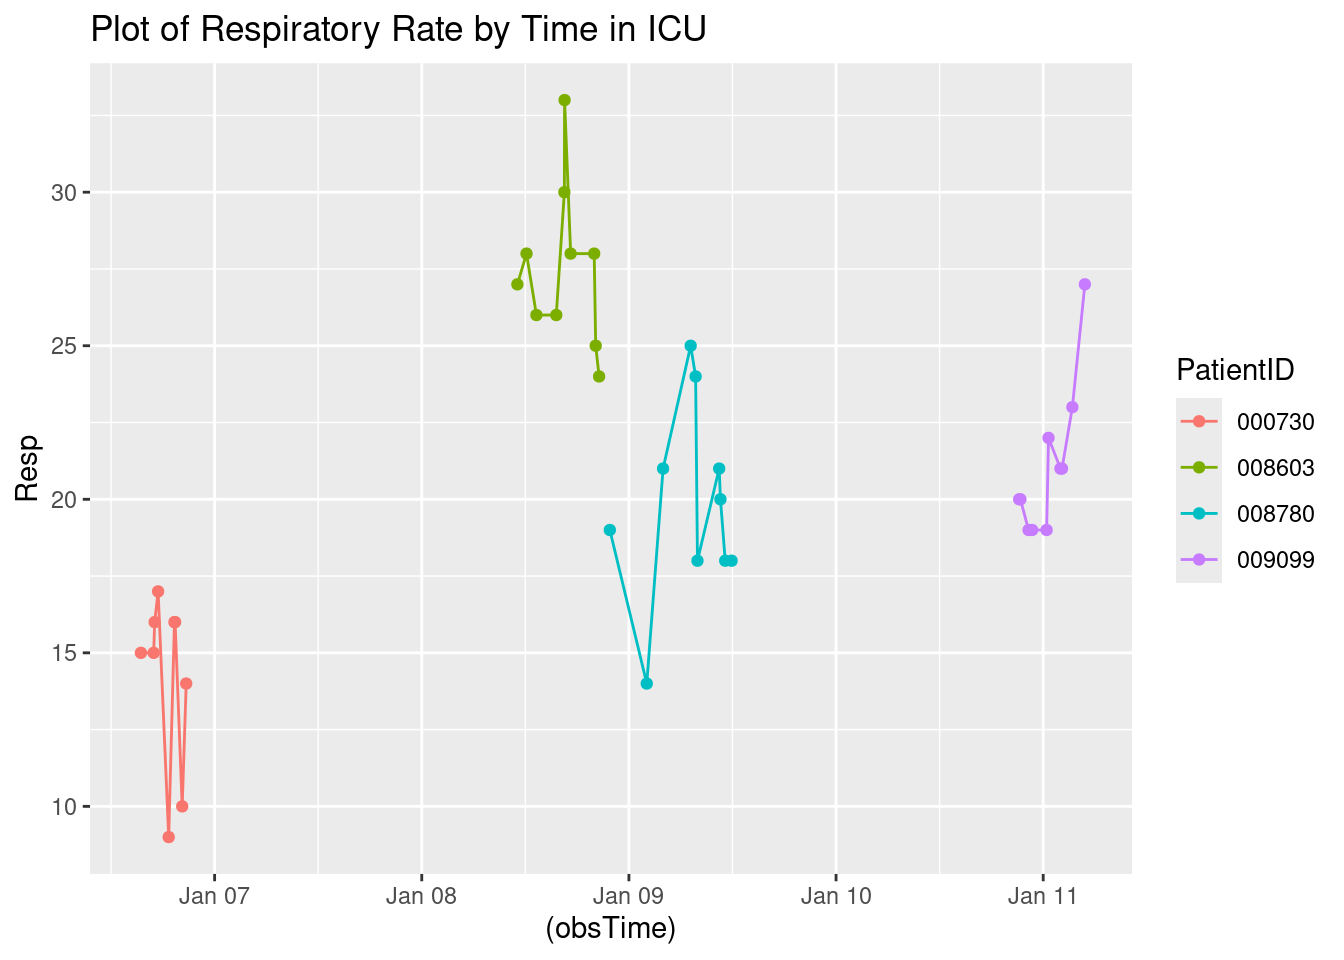 Plot of Respiratory Rate by Time in ICU
30
25
20
15
10
Resp
Jan 07
Jan 08
Jan 09
Jan 10
Jan 11
(obsTime)
PatientID
000730
008603
008780
009099